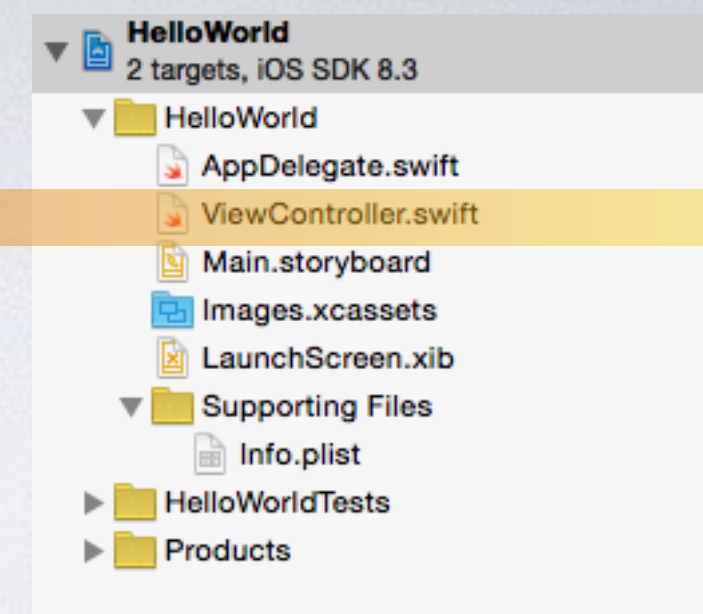 HelloWorld
2 targets, iOS SDK 8.3
HelloWorld
AppDelegate.swift
ViewController.swift
Main.storyboard
Images.xcassets
LaunchScreen.xib
Supporting Files
Info.plist
HelloWorldTests
Products